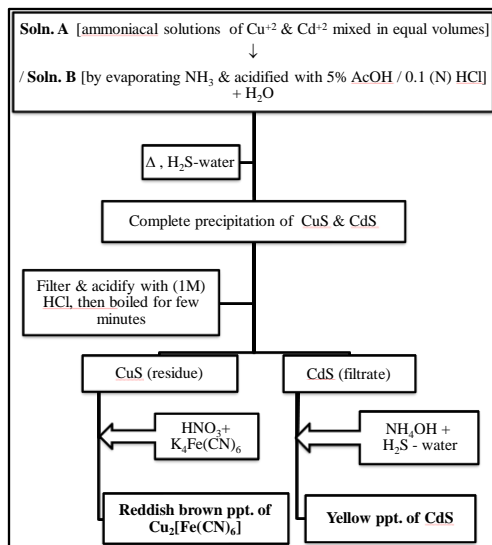 Soln. A [ammoniacal solutions of Cu⁺² & Cd⁺² mixed in equal volumes]
↓
/ Soln. B [by evaporating NH₃ & acidified with 5% AcOH / 0.1 (N) HCl]
+ H₂O
Δ , H₂S-water
Complete precipitation of CuS & CdS
Filter & acidify with (1M)
HCl, then boiled for few
minutes
CuS (residue)
CdS (filtrate)
HNO₃+
K₄Fe(CN)₆
NH₄OH +
H₂S - water
Reddish brown ppt. of
Cu₂[Fe(CN)₆]
Yellow ppt. of CdS